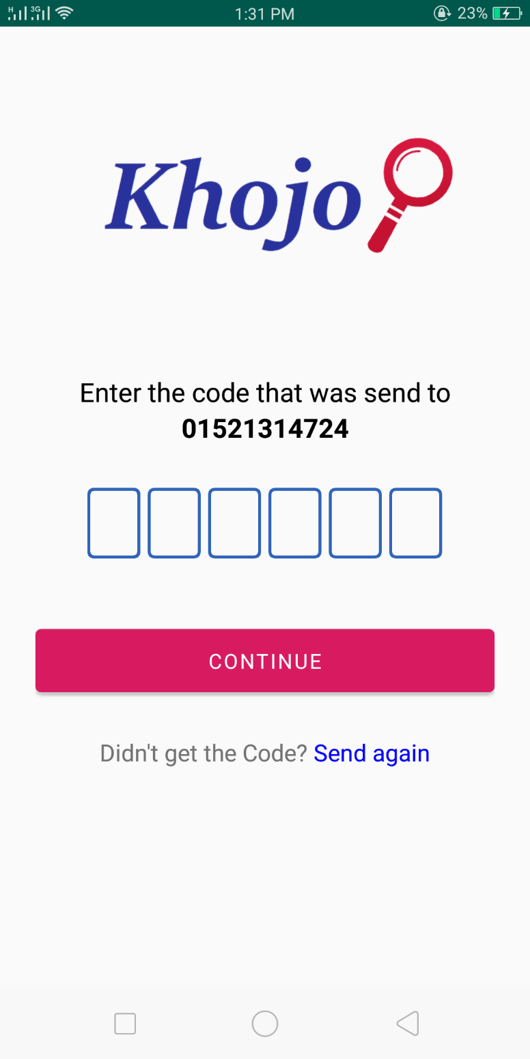 H 3G 1:31 PM 23%
Khojo
Enter the code that was send to
01521314724
CONTINUE
Didn't get the Code? Send again